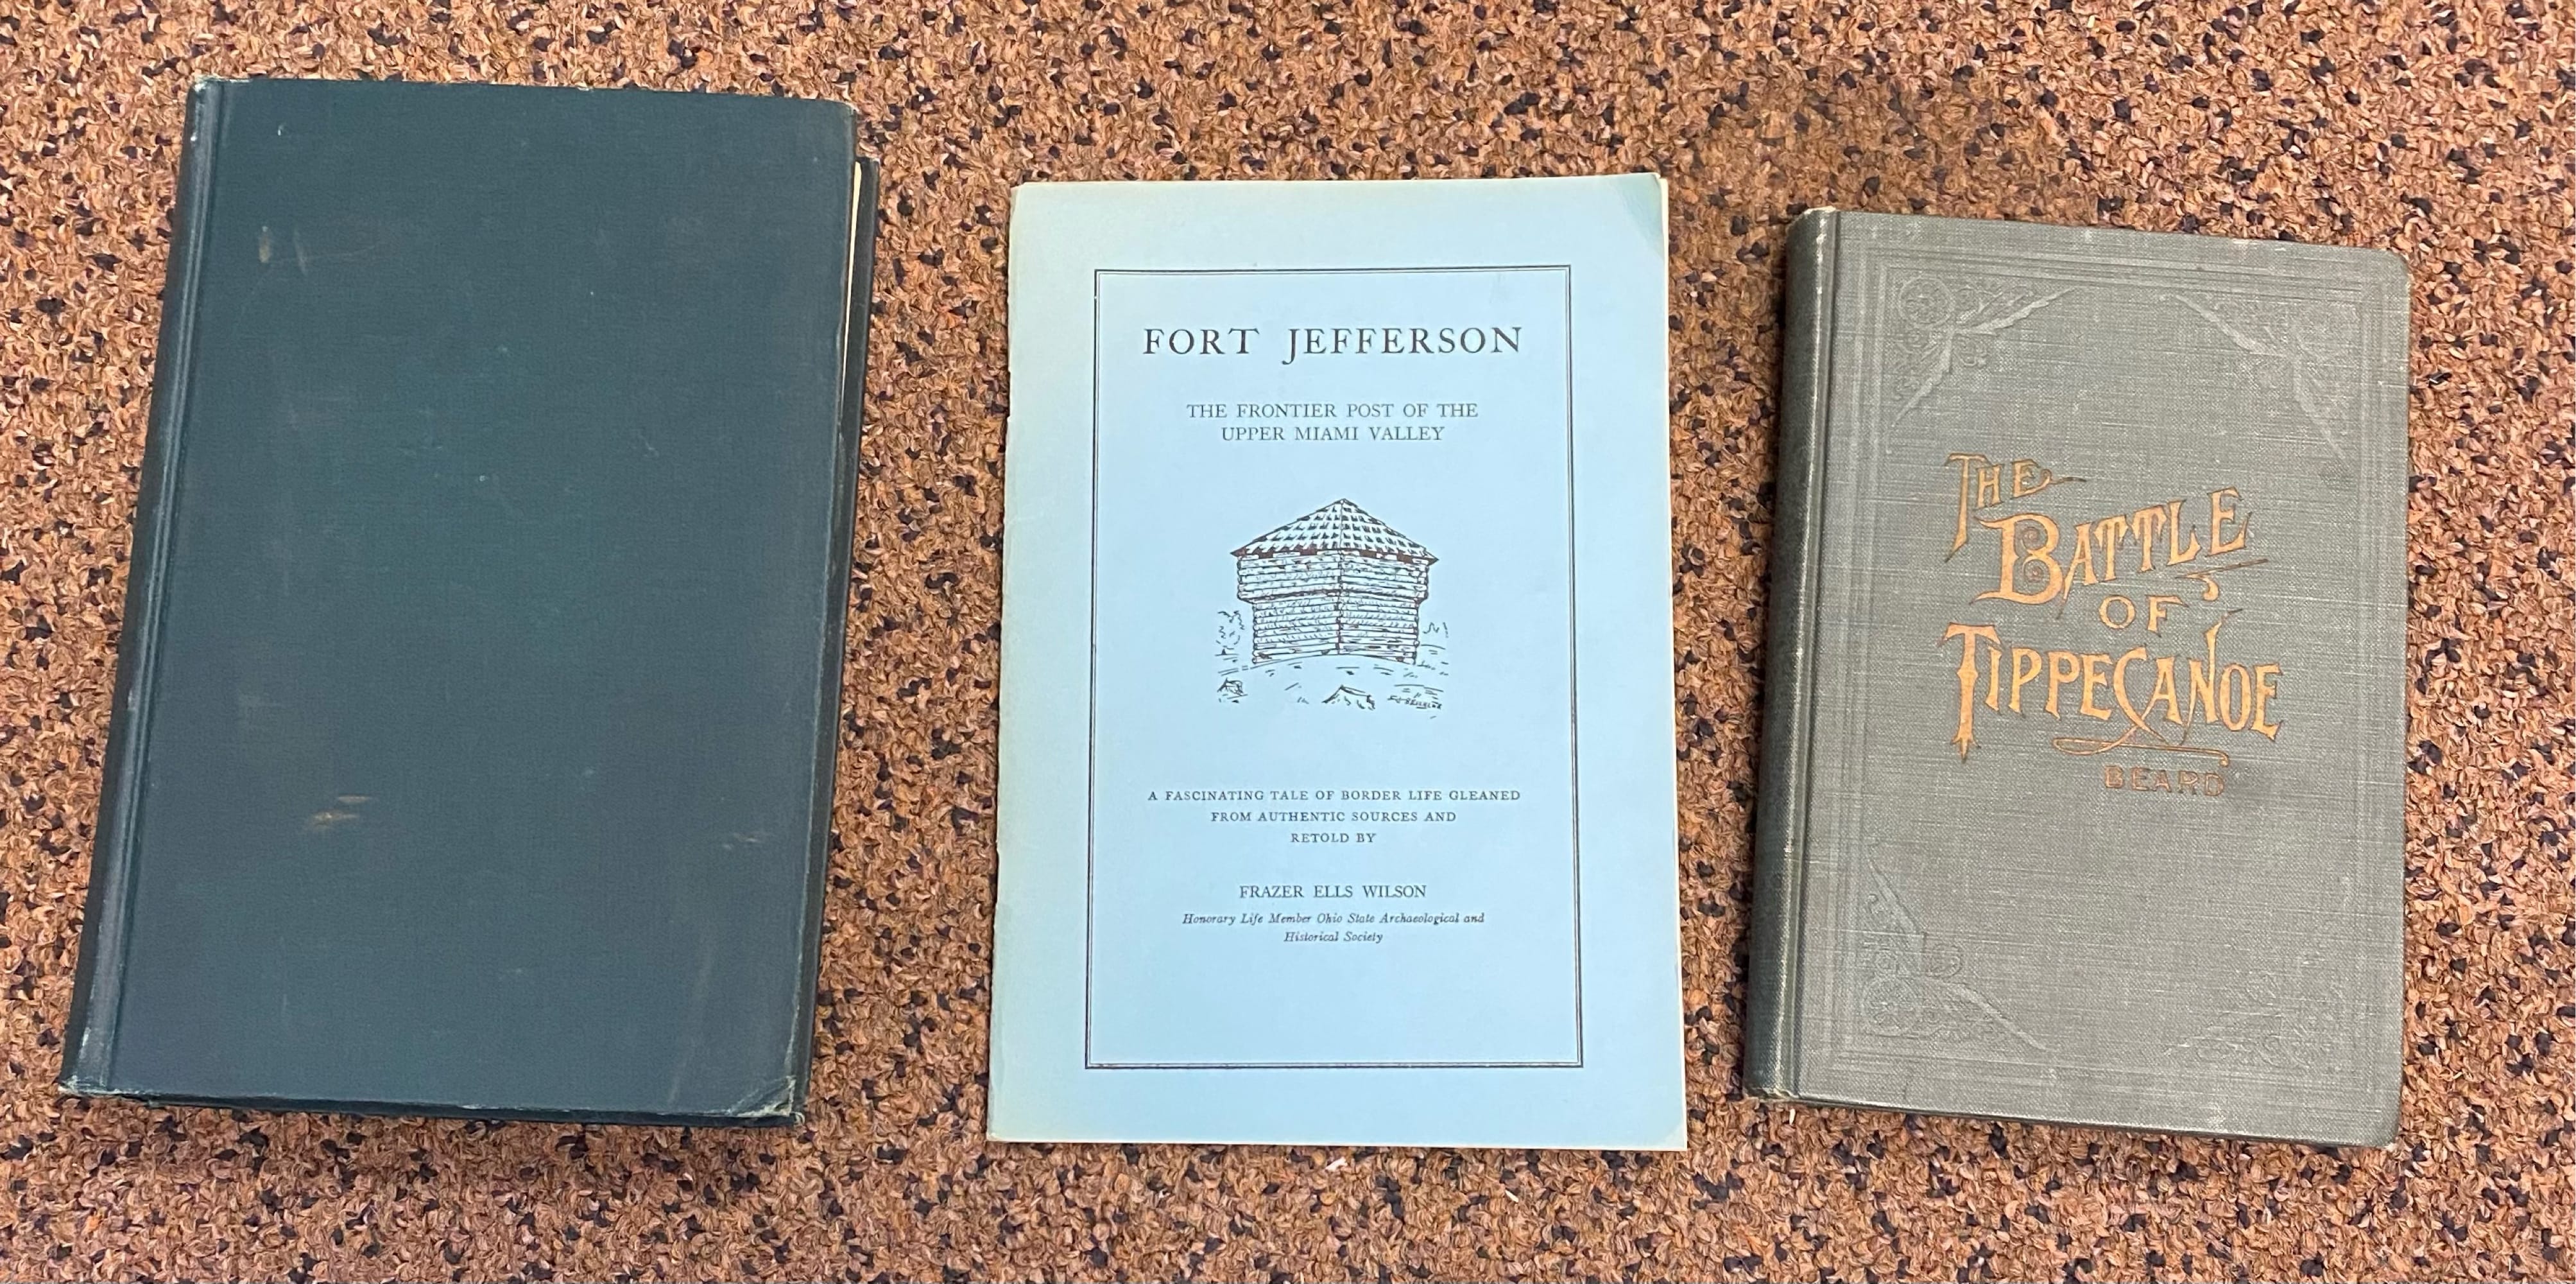 FORT JEFFERSON
THE FRONTIER POST OF THE
UPPER MIAMI VALLEY
A FASCINATING TALE OF BORDER LIFE GLEANED
FROM AUTHENTIC SOURCES AND
RETOLD BY
FRAZER ELLS WILSON
Honorary Life Member Ohio State Archaeological and
Historical Society
THE
BATTLE
OF
TIPPECANOE
BEARD